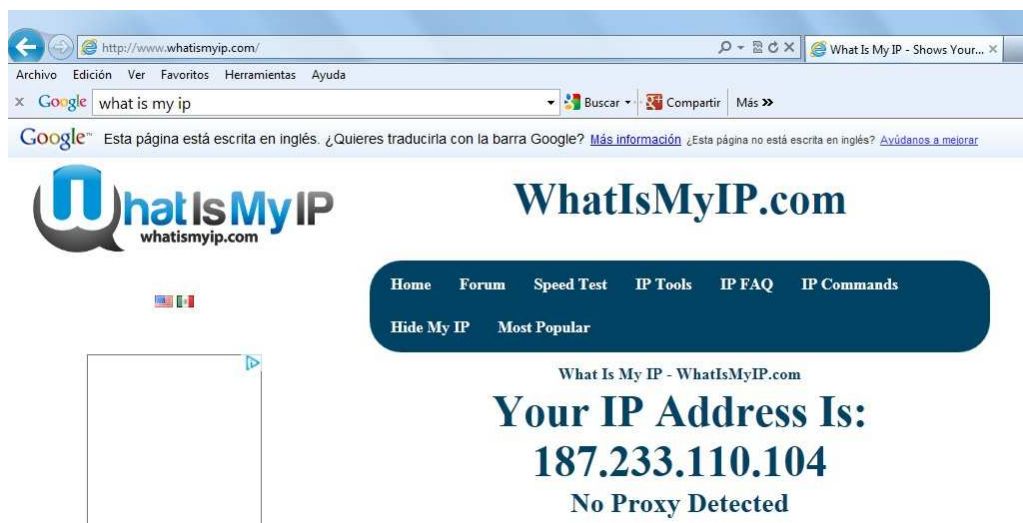 http://www.whatismyip.com/
What Is My IP - Shows Your...
Archivo Edición Ver Favoritos Herramientas Ayuda
x Google what is my ip Buscar Compartir Más »
Google™ Esta página está escrita en inglés. ¿Quieres traducirla con la barra Google? Más información ¿Esta página no está escrita en inglés? Ayúdanos a mejorar
WhatIsMyIP
whatismyip.com
WhatIsMyIP.com
Home Forum Speed Test IP Tools IP FAQ IP Commands
Hide My IP Most Popular
What Is My IP - WhatIsMyIP.com
Your IP Address Is:
187.233.110.104
No Proxy Detected